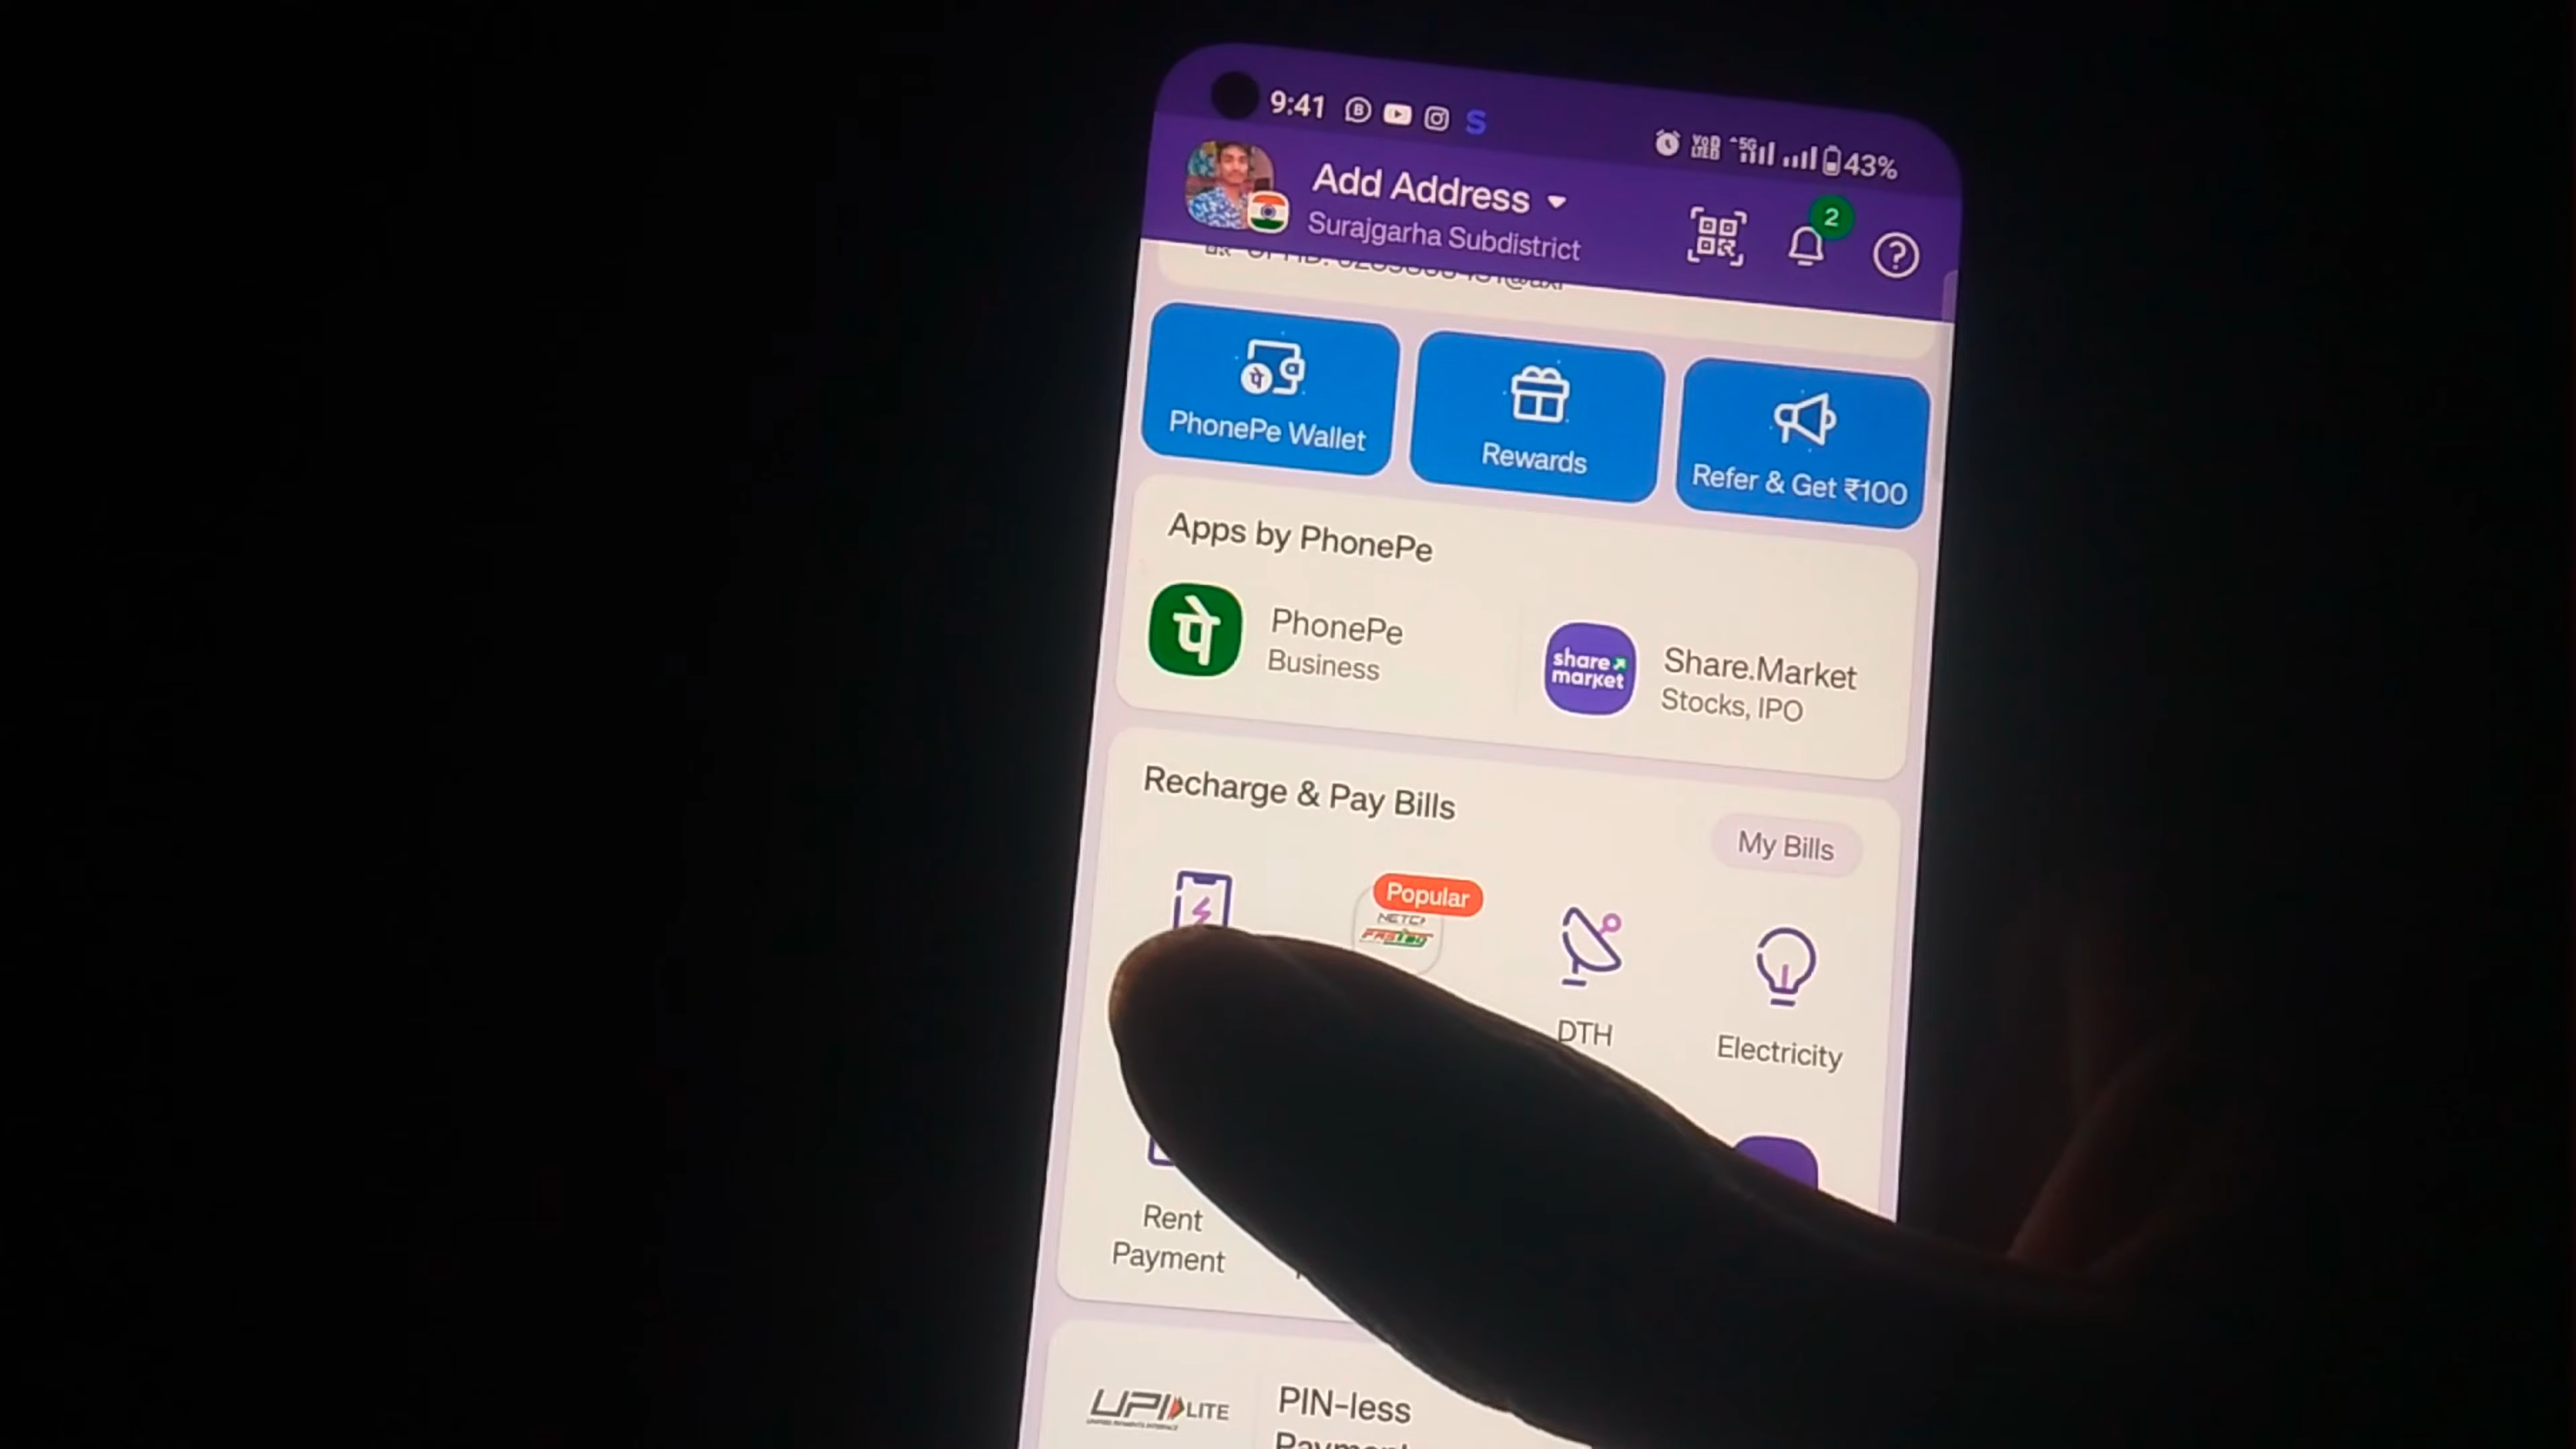 9:41
43%
Add Address
2
Surajgarha Subdistrict
पे
PhonePe Wallet
Rewards
Refer & Get ₹100
Apps by PhonePe
पे
PhonePe
Business
share
market
Share.Market
Stocks, IPO
Recharge & Pay Bills
My Bills
Popular
FASTag
DTH
Electricity
Rent
Payment
UPI LITE
PIN-less